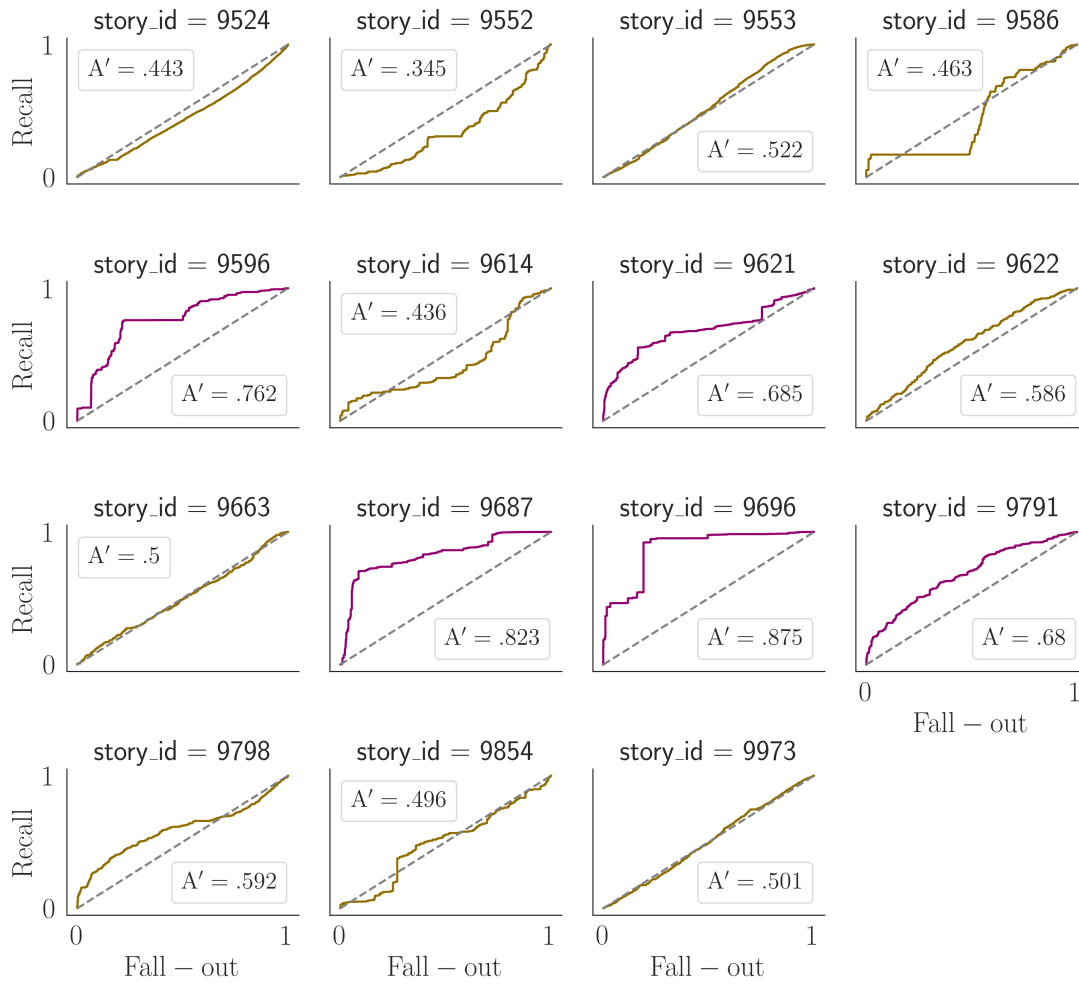 story_id = 9524
story_id = 9552
story_id = 9553
story_id = 9586
1
Recall
0
A′ = .443
A′ = .345
A′ = .522
A′ = .463
story_id = 9596
story_id = 9614
story_id = 9621
story_id = 9622
1
Recall
0
A′ = .762
A′ = .436
A′ = .685
A′ = .586
story_id = 9663
story_id = 9687
story_id = 9696
story_id = 9791
1
Recall
0
A′ = .5
A′ = .823
A′ = .875
A′ = .68
0
1
Fall − out
story_id = 9798
story_id = 9854
story_id = 9973
1
Recall
0
A′ = .592
A′ = .496
A′ = .501
0
1
0
1
0
1
Fall − out
Fall − out
Fall − out